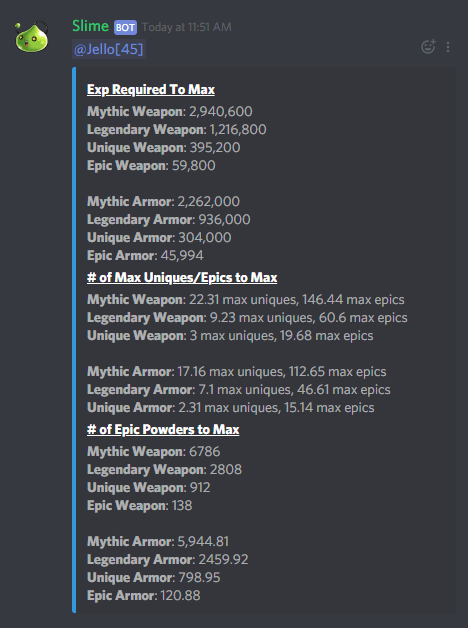 Slime BOT Today at 11:51 AM
@Jello[45]
Exp Required To Max
Mythic Weapon: 2,940,600
Legendary Weapon: 1,216,800
Unique Weapon: 395,200
Epic Weapon: 59,800
Mythic Armor: 2,262,000
Legendary Armor: 936,000
Unique Armor: 304,000
Epic Armor: 45,994
# of Max Uniques/Epics to Max
Mythic Weapon: 22.31 max uniques, 146.44 max epics
Legendary Weapon: 9.23 max uniques, 60.6 max epics
Unique Weapon: 3 max uniques, 19.68 max epics
Mythic Armor: 17.16 max uniques, 112.65 max epics
Legendary Armor: 7.1 max uniques, 46.61 max epics
Unique Armor: 2.31 max uniques, 15.14 max epics
# of Epic Powders to Max
Mythic Weapon: 6786
Legendary Weapon: 2808
Unique Weapon: 912
Epic Weapon: 138
Mythic Armor: 5,944.81
Legendary Armor: 2459.92
Unique Armor: 798.95
Epic Armor: 120.88